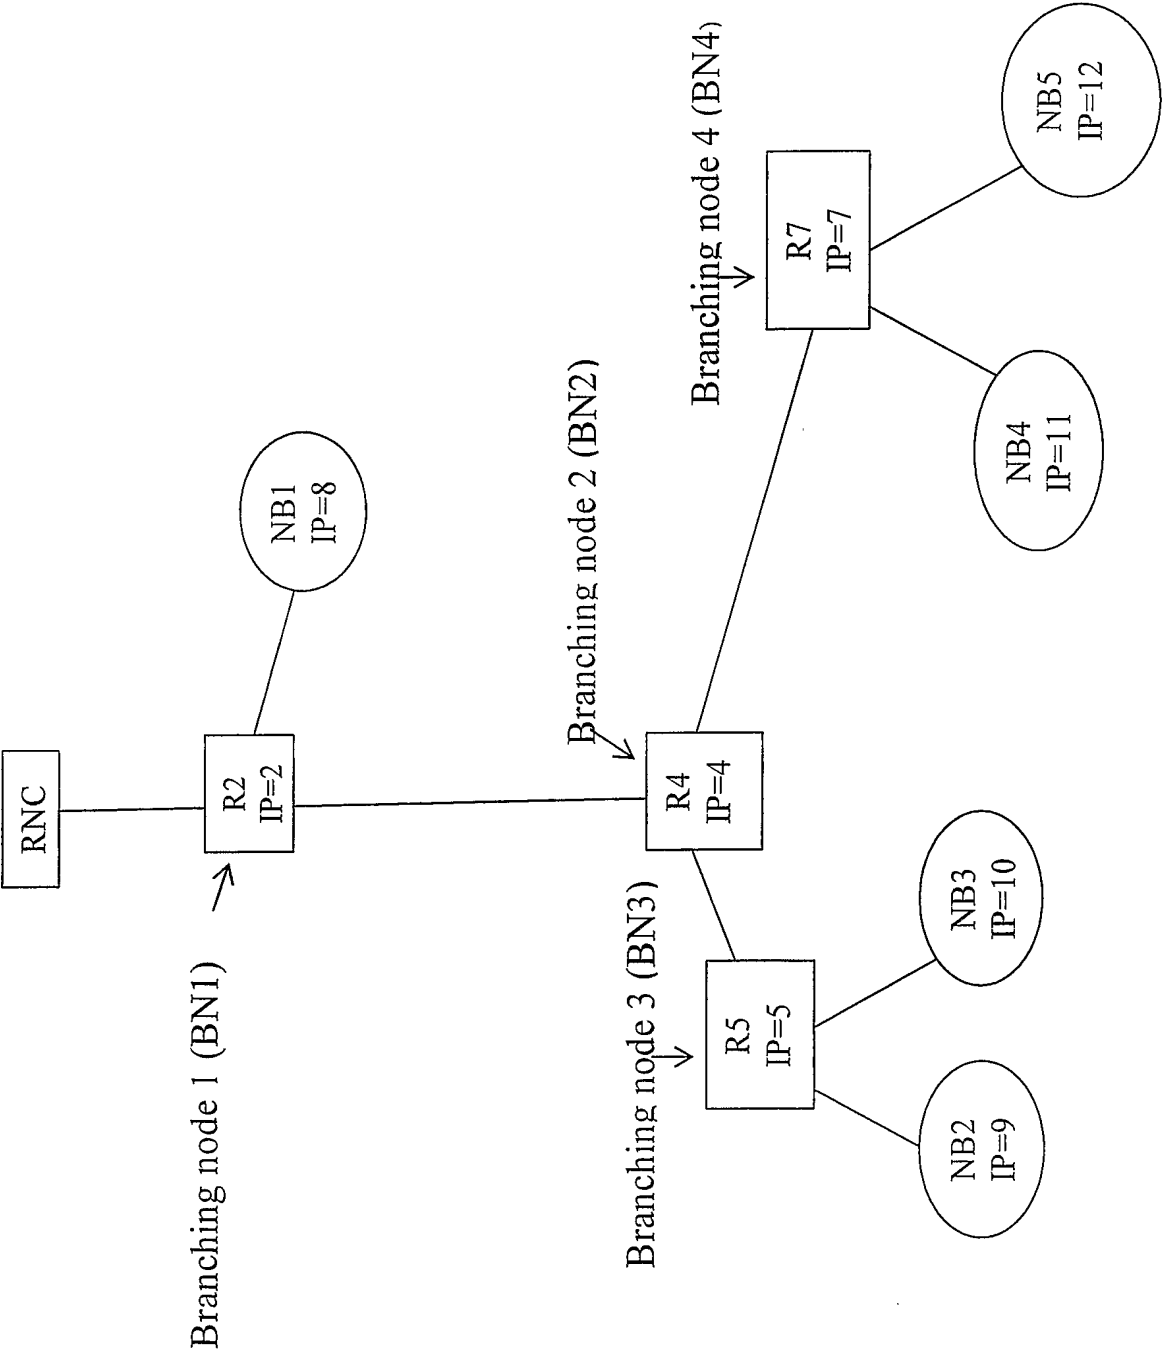 RNC
Branching node 1 (BN1)
R2
IP=2
NB1
IP=8
Branching node 2 (BN2)
R4
IP=4
Branching node 3 (BN3)
R5
IP=5
Branching node 4 (BN4)
R7
IP=7
NB2
IP=9
NB3
IP=10
NB4
IP=11
NB5
IP=12